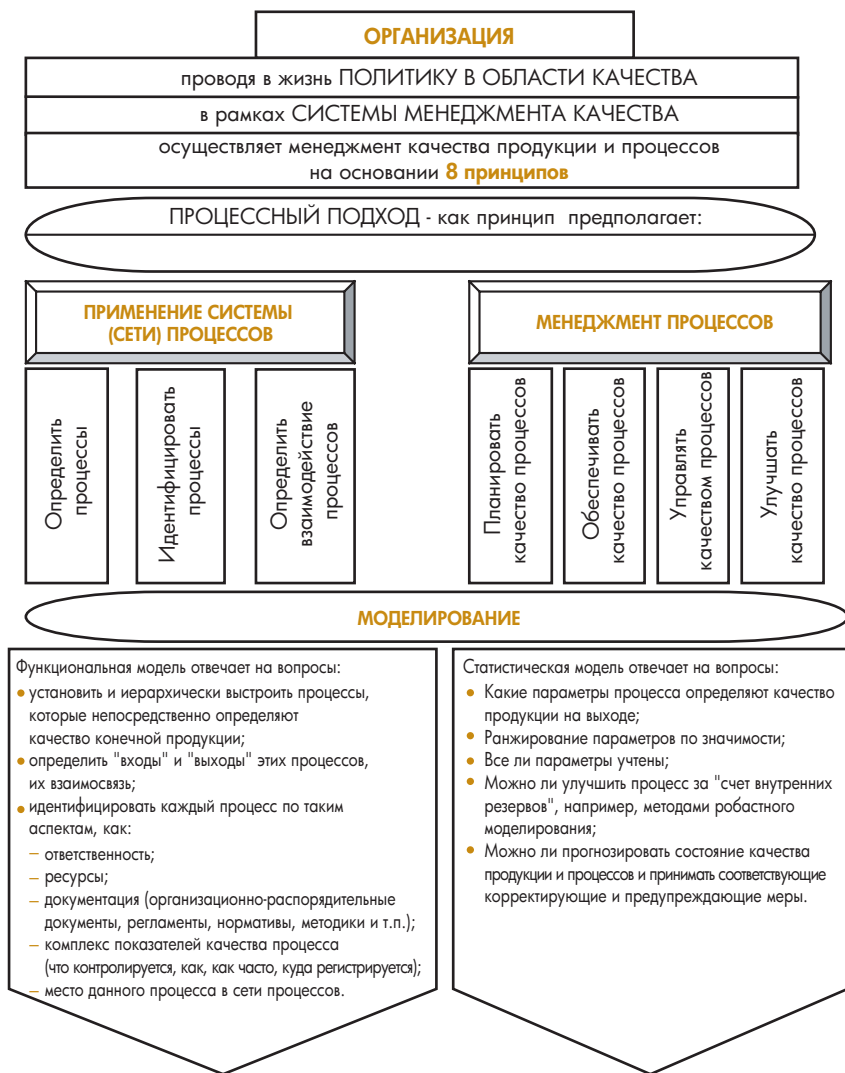 ОРГАНИЗАЦИЯ
проводя в жизнь ПОЛИТИКУ В ОБЛАСТИ КАЧЕСТВА
в рамках СИСТЕМЫ МЕНЕДЖМЕНТА КАЧЕСТВА
осуществляет менеджмент качества продукции и процессов
на основании 8 принципов
ПРОЦЕССНЫЙ ПОДХОД - как принцип предполагает:
ПРИМЕНЕНИЕ СИСТЕМЫ
(СЕТИ) ПРОЦЕССОВ
Определить
процессы
Идентифицировать
процессы
Определить
взаимодействие
процессов
МЕНЕДЖМЕНТ ПРОЦЕССОВ
Планировать
качество процессов
Обеспечивать
качество процессов
Управлять
качеством процессов
Улучшать
качество процессов
МОДЕЛИРОВАНИЕ
Функциональная модель отвечает на вопросы:
• установить и иерархически выстроить процессы,
которые непосредственно определяют
качество конечной продукции;
• определить "входы" и "выходы" этих процессов,
их взаимосвязь;
• идентифицировать каждый процесс по таким
аспектам, как:
– ответственность;
– ресурсы;
– документация (организационно-распорядительные
документы, регламенты, нормативы, методики и т.п.);
– комплекс показателей качества процесса
(что контролируется, как, как часто, куда регистрируется);
– место данного процесса в сети процессов.
Статистическая модель отвечает на вопросы:
• Какие параметры процесса определяют качество
продукции на выходе;
• Ранжирование параметров по значимости;
• Все ли параметры учтены;
• Можно ли улучшить процесс за "счет внутренних
резервов", например, методами робастного
моделирования;
• Можно ли прогнозировать состояние качества
продукции и процессов и принимать соответствующие
корректирующие и предупреждающие меры.